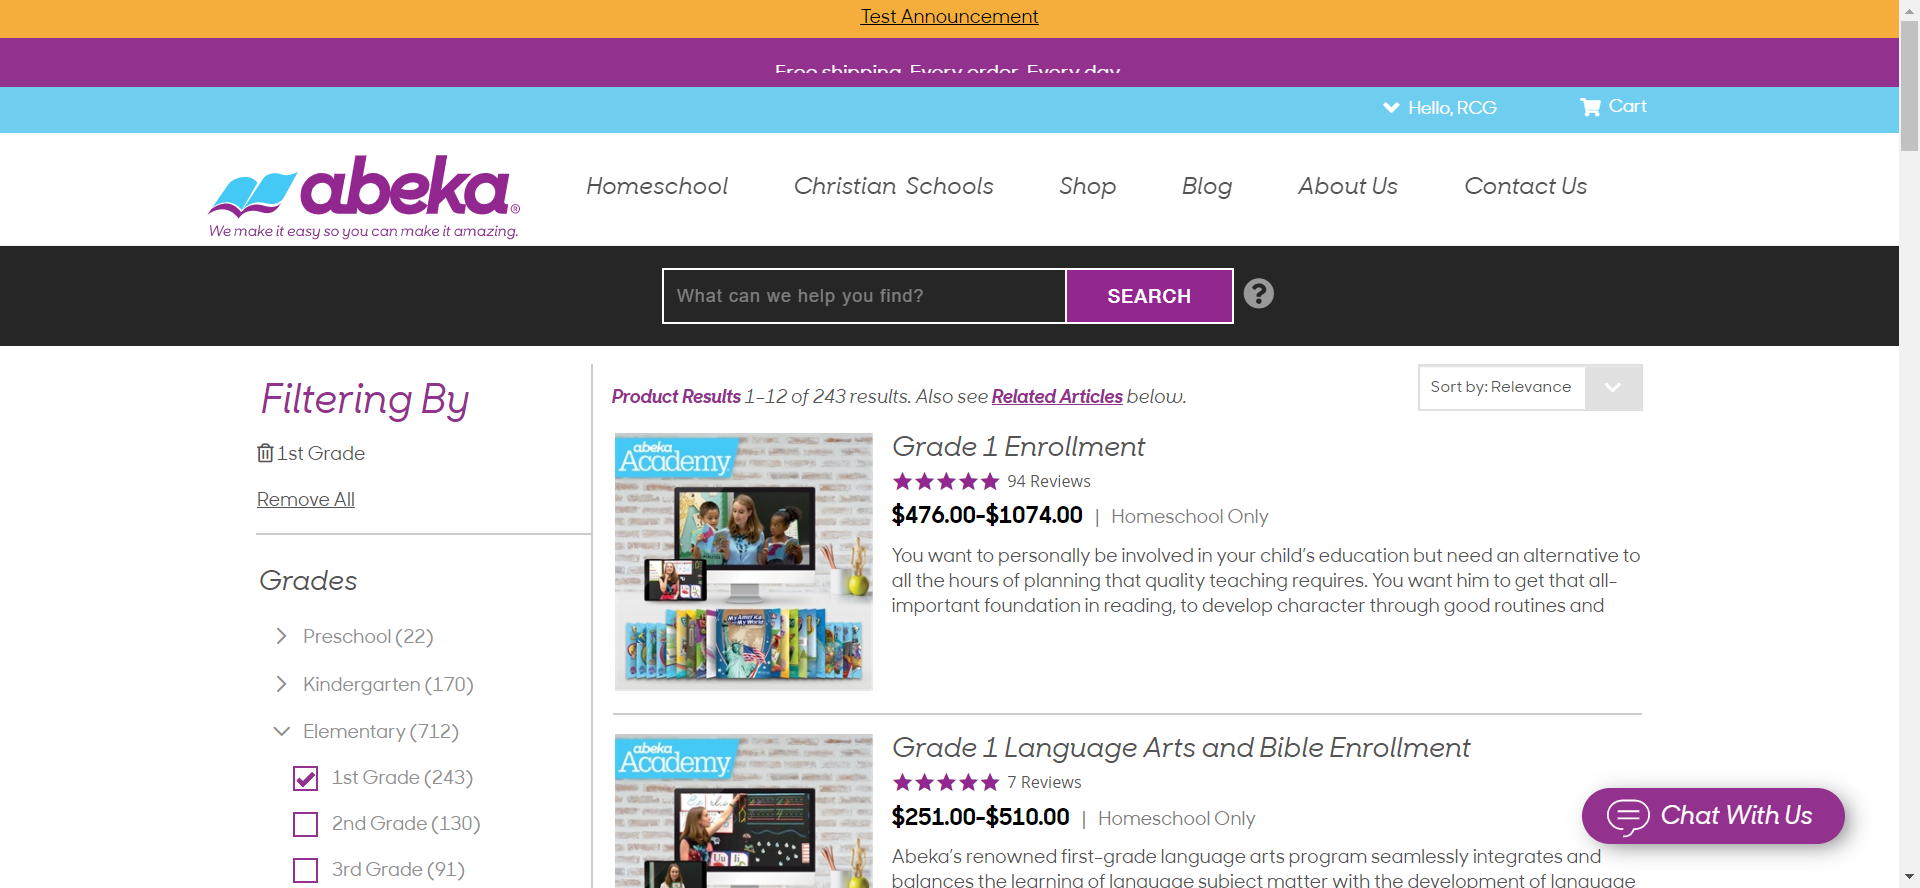 Test Announcement
Free shipping. Every order. Every day.
Hello, RCG
Cart
abeka®
We make it easy so you can make it amazing.
Homeschool
Christian Schools
Shop
Blog
About Us
Contact Us
What can we help you find?
SEARCH
?
Filtering By
1st Grade
Remove All
Grades
Preschool (22)
Kindergarten (170)
Elementary (712)
1st Grade (243)
2nd Grade (130)
3rd Grade (91)
Product Results 1-12 of 243 results. Also see Related Articles below.
Sort by: Relevance
abeka
Academy
My America
My World
Grade 1 Enrollment
94 Reviews
$476.00-$1074.00 | Homeschool Only
You want to personally be involved in your child's education but need an alternative to
all the hours of planning that quality teaching requires. You want him to get that all-
important foundation in reading, to develop character through good routines and
abeka
Academy
Uu Ii
Grade 1 Language Arts and Bible Enrollment
7 Reviews
$251.00-$510.00 | Homeschool Only
Abeka's renowned first-grade language arts program seamlessly integrates and
balances the learning of language subject matter with the development of language
Chat With Us